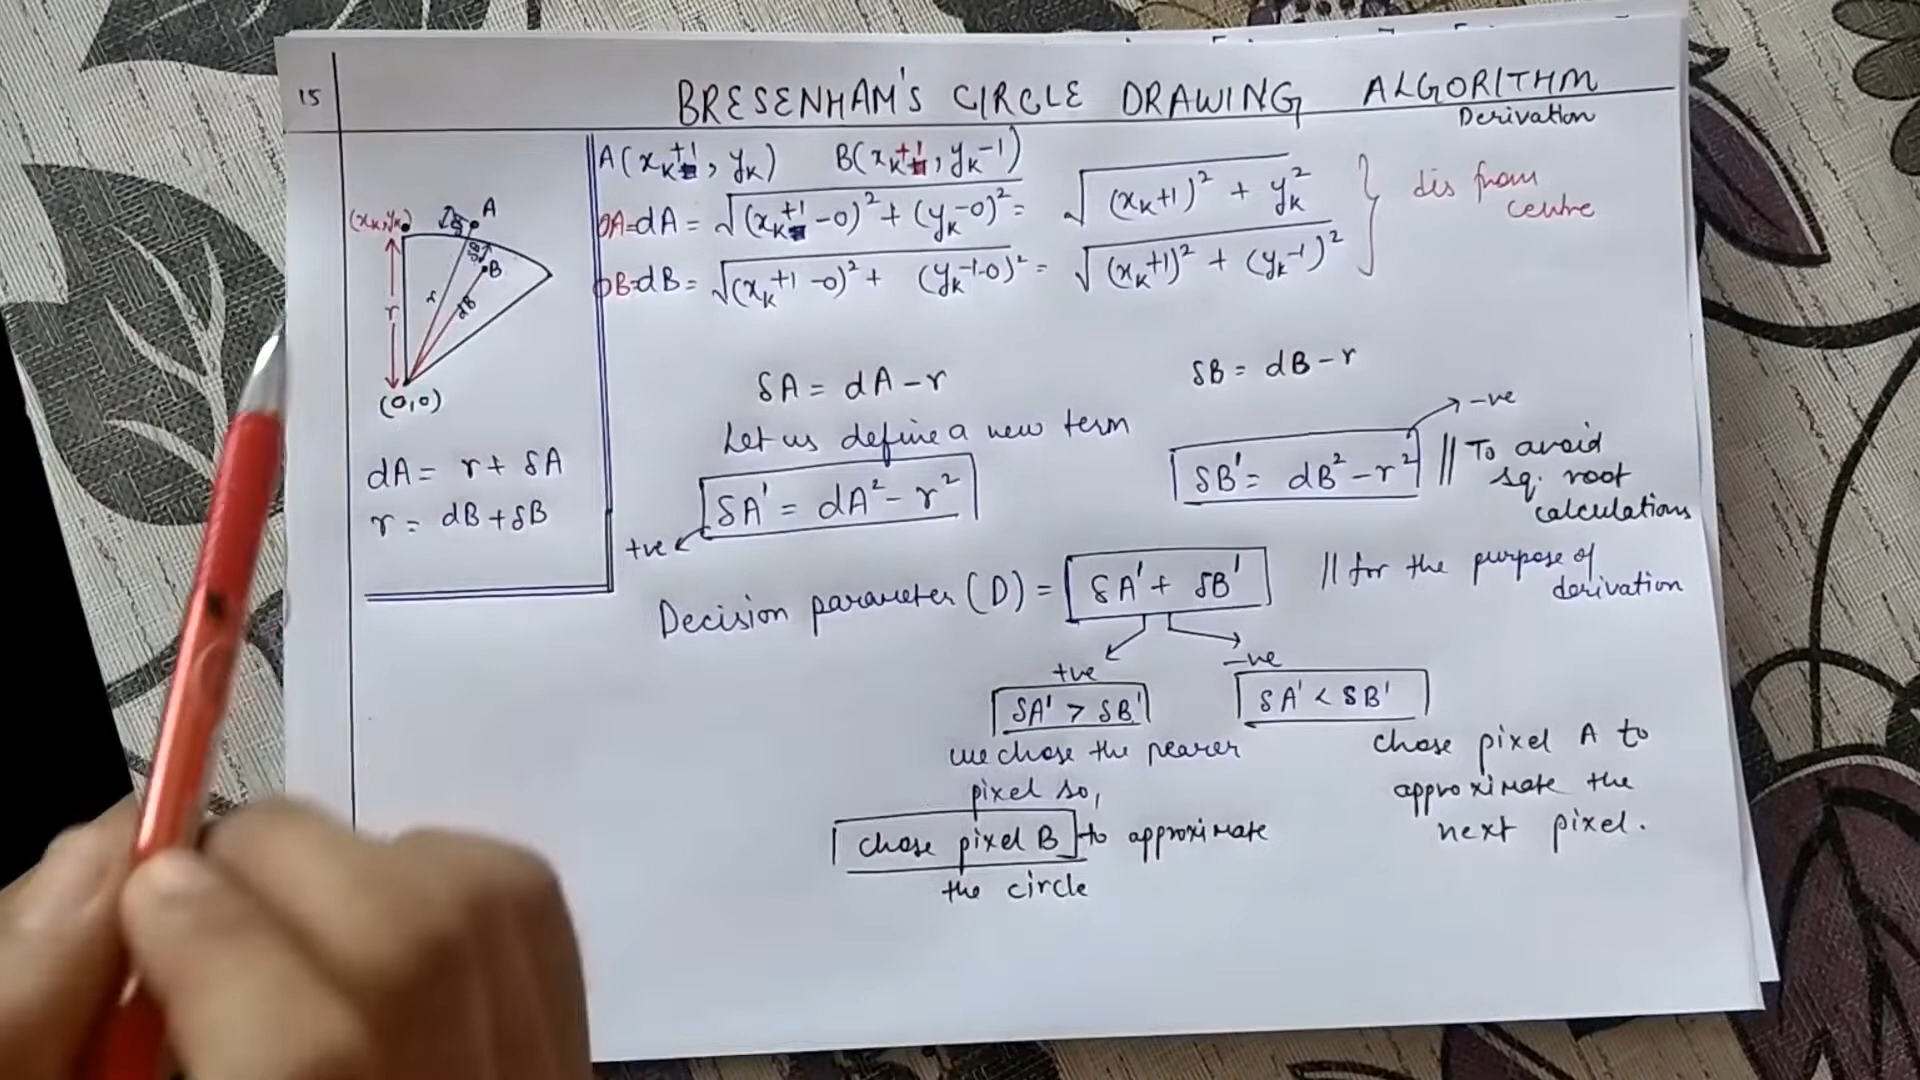 15
BRESENHAM'S CIRCLE DRAWING ALGORITHM
Derivation
(xₖ,yₖ)
δA
A
δB
B
r
r
dB
(0,0)
dA = r + δA
r = dB + δB
A(xₖ+1, yₖ) B(xₖ+1, yₖ-1)
OA=dA = √(xₖ+1-0)² + (yₖ-0)² = √(xₖ+1)² + yₖ²
OB=dB = √(xₖ+1-0)² + (yₖ-1-0)² = √(xₖ+1)² + (yₖ-1)²
} dis from
centre
δA = dA-r δB = dB-r
Let us define a new term
δA' = dA² - r² δB' = dB² - r² // To avoid
sq. root
calculations
+ve
-ve
Decision parameter (D) = δA' + δB' // for the purpose of
derivation
+ve -ve
δA' > δB' δA' < δB'
we chose the nearer
pixel so,
chose pixel B to approximate
the circle
chose pixel A to
approximate the
next pixel.